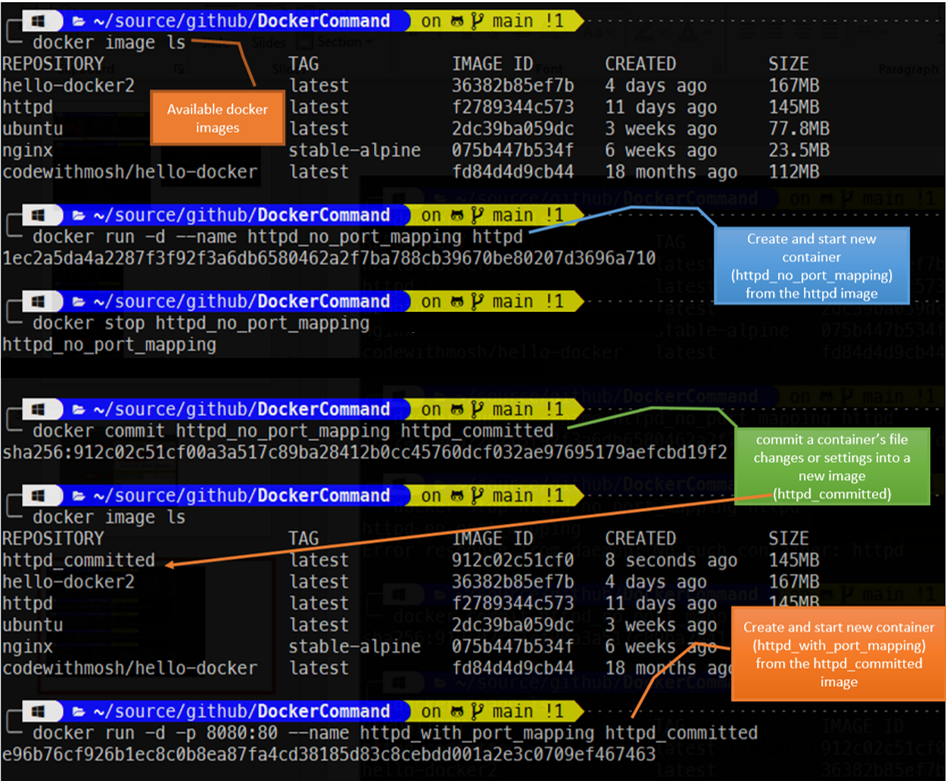 ~/source/github/DockerCommand on main !1
docker image ls
REPOSITORY TAG IMAGE ID CREATED SIZE
hello-docker2 latest 36382b85ef7b 4 days ago 167MB
httpd latest f2789344c573 11 days ago 145MB
ubuntu latest 2dc39ba059dc 3 weeks ago 77.8MB
nginx stable-alpine 075b447b534f 6 weeks ago 23.5MB
codewithmosh/hello-docker latest fd84d4d9cb44 18 months ago 112MB
Available docker
images
~/source/github/DockerCommand on main !1
docker run -d --name httpd_no_port_mapping httpd
1ec2a5da4a2287f3f92f3a6db6580462a2f7ba788cb39670be80207d3696a710
Create and start new
container
(httpd_no_port_mapping)
from the httpd image
~/source/github/DockerCommand on main !1
docker stop httpd_no_port_mapping
httpd_no_port_mapping
~/source/github/DockerCommand on main !1
docker commit httpd_no_port_mapping httpd_committed
sha256:912c02c51cf00a3a517c89ba28412b0cc45760dcf032ae97695179aefcbd19f2
commit a container's file
changes or settings into a
new image
(httpd_committed)
~/source/github/DockerCommand on main !1
docker image ls
REPOSITORY TAG IMAGE ID CREATED SIZE
httpd_committed latest 912c02c51cf0 8 seconds ago 145MB
hello-docker2 latest 36382b85ef7b 4 days ago 167MB
httpd latest f2789344c573 11 days ago 145MB
ubuntu latest 2dc39ba059dc 3 weeks
nginx stable-alpine 075b447b534f 6 weeks ago
codewithmosh/hello-docker latest fd84d4d9cb44 18 months ago
Create and start new container
(httpd_with_port_mapping)
from the httpd_committed
image
~/source/github/DockerCommand on main !1
docker run -d -p 8080:80 --name httpd_with_port_mapping httpd_committed
e96b76cf926b1ec8c0b8ea87fa4cd38185d83c8cebdd001a2e3c0709ef467463